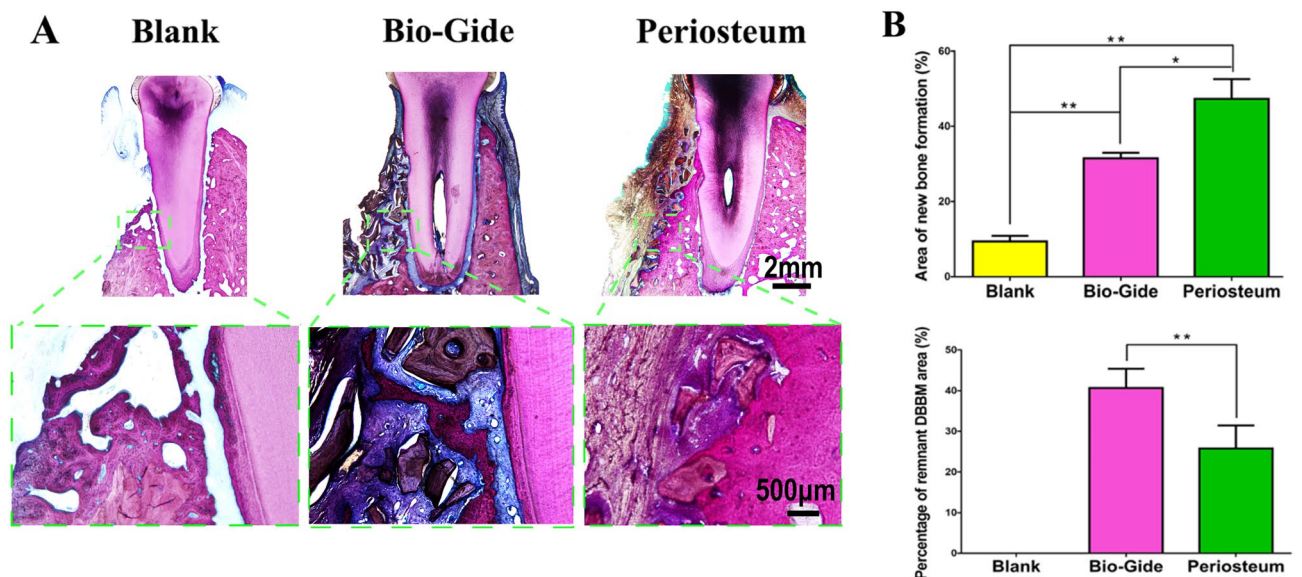 A
Blank
Bio-Gide
Periosteum
2mm
500μm
B
Area of new bone formation (%)
60
40
20
0
**
*
**
Blank
Bio-Gide
Periosteum
Percentage of remnant DBBM area (%)
50
40
30
20
10
0
**
Blank
Bio-Gide
Periosteum